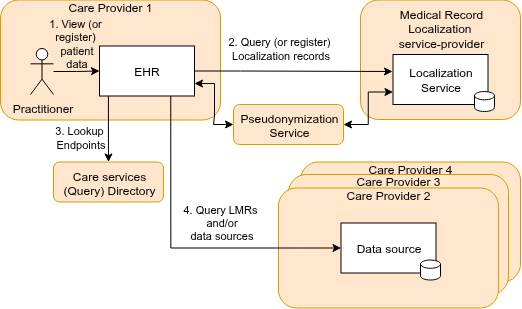 Care Provider 1
1. View (or
register)
patient
data
Practitioner
EHR
2. Query (or register)
Localization records
Medical Record
Localization
service-provider
Localization
Service
Pseudonymization
Service
3. Lookup
Endpoints
Care services
(Query) Directory
4. Query LMRs
and/or
data sources
Care Provider 4
Care Provider 3
Care Provider 2
Data source